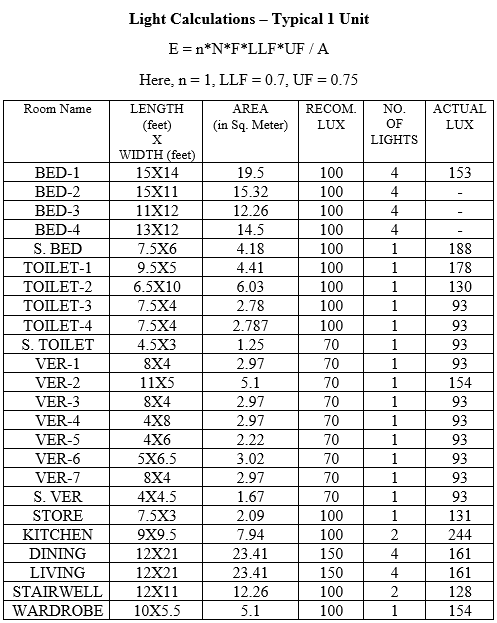 Light Calculations – Typical 1 Unit
E = n*N*F*LLF*UF / A
Here, n = 1, LLF = 0.7, UF = 0.75
Room Name LENGTH (feet) X WIDTH (feet) AREA (in Sq. Meter) RECOM. LUX NO. OF LIGHTS ACTUAL LUX
BED-1 15X14 19.5 100 4 153
BED-2 15X11 15.32 100 4 -
BED-3 11X12 12.26 100 4 -
BED-4 13X12 14.5 100 4 -
S. BED 7.5X6 4.18 100 1 188
TOILET-1 9.5X5 4.41 100 1 178
TOILET-2 6.5X10 6.03 100 1 130
TOILET-3 7.5X4 2.78 100 1 93
TOILET-4 7.5X4 2.787 100 1 93
S. TOILET 4.5X3 1.25 70 1 93
VER-1 8X4 2.97 70 1 93
VER-2 11X5 5.1 70 1 154
VER-3 8X4 2.97 70 1 93
VER-4 4X8 2.97 70 1 93
VER-5 4X6 2.22 70 1 93
VER-6 5X6.5 3.02 70 1 93
VER-7 8X4 2.97 70 1 93
S. VER 4X4.5 1.67 70 1 93
STORE 7.5X3 2.09 100 1 131
KITCHEN 9X9.5 7.94 100 2 244
DINING 12X21 23.41 150 4 161
LIVING 12X21 23.41 150 4 161
STAIRWELL 12X11 12.26 100 2 128
WARDROBE 10X5.5 5.1 100 1 154